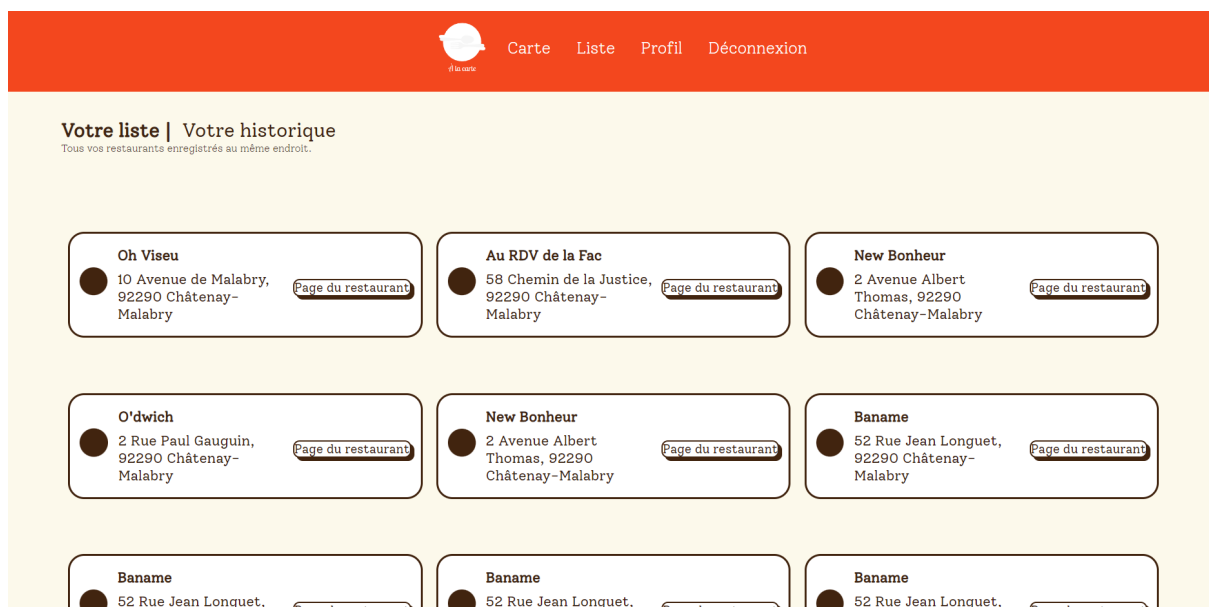 À la carte
Carte Liste Profil Déconnexion
Votre liste | Votre historique
Tous vos restaurants enregistrés au même endroit.
Oh Viseu
10 Avenue de Malabry,
92290 Châtenay-
Malabry
Page du restaurant
Au RDV de la Fac
58 Chemin de la Justice,
92290 Châtenay-
Malabry
Page du restaurant
New Bonheur
2 Avenue Albert
Thomas, 92290
Châtenay-Malabry
Page du restaurant
O'dwich
2 Rue Paul Gauguin,
92290 Châtenay-
Malabry
Page du restaurant
New Bonheur
2 Avenue Albert
Thomas, 92290
Châtenay-Malabry
Page du restaurant
Baname
52 Rue Jean Longuet,
92290 Châtenay-
Malabry
Page du restaurant
Baname
52 Rue Jean Longuet,
Baname
52 Rue Jean Longuet,
Baname
52 Rue Jean Longuet,